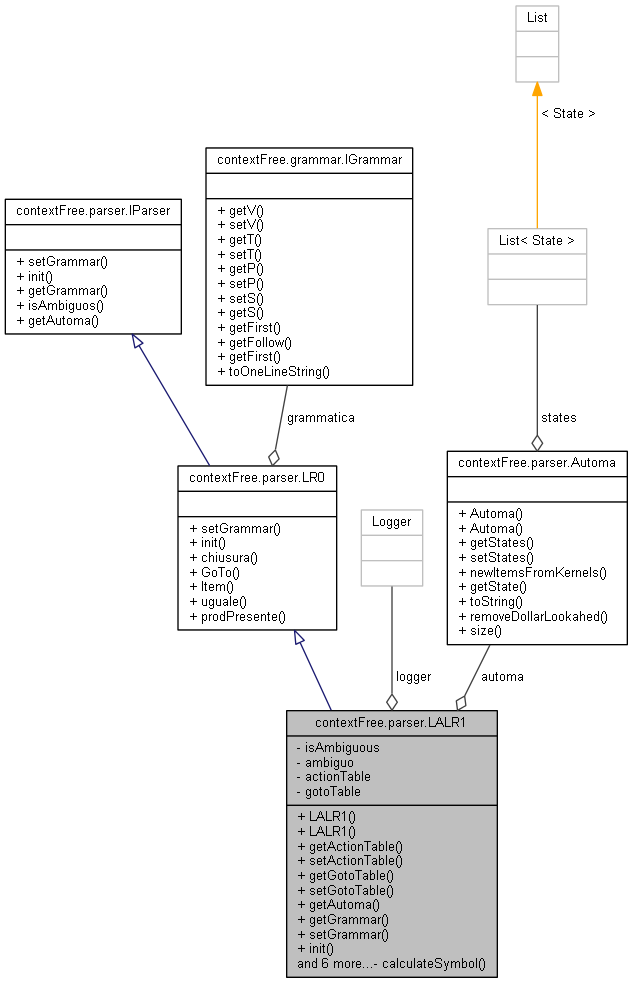 List
< State >
contextFree.grammar.IGrammar
+ getV()
+ setV()
+ getT()
+ setT()
+ getP()
+ setP()
+ setS()
+ getS()
+ getFirst()
+ getFollow()
+ getFirst()
+ toOneLineString()
contextFree.parser.IParser
+ setGrammar()
+ init()
+ getGrammar()
+ isAmbiguos()
+ getAutoma()
List< State >
grammatica
states
contextFree.parser.LR0
+ setGrammar()
+ init()
+ chiusura()
+ GoTo()
+ Item()
+ uguale()
+ prodPresente()
Logger
contextFree.parser.Automa
+ Automa()
+ Automa()
+ getStates()
+ setStates()
+ newItemsFromKernels()
+ getState()
+ toString()
+ removeDollarLookahed()
+ size()
logger
automa
contextFree.parser.LALR1
- isAmbiguous
- ambiguo
- actionTable
- gotoTable
+ LALR1()
+ LALR1()
+ getActionTable()
+ setActionTable()
+ getGotoTable()
+ setGotoTable()
+ getAutoma()
+ getGrammar()
+ setGrammar()
+ init()
and 6 more...- calculateSymbol()